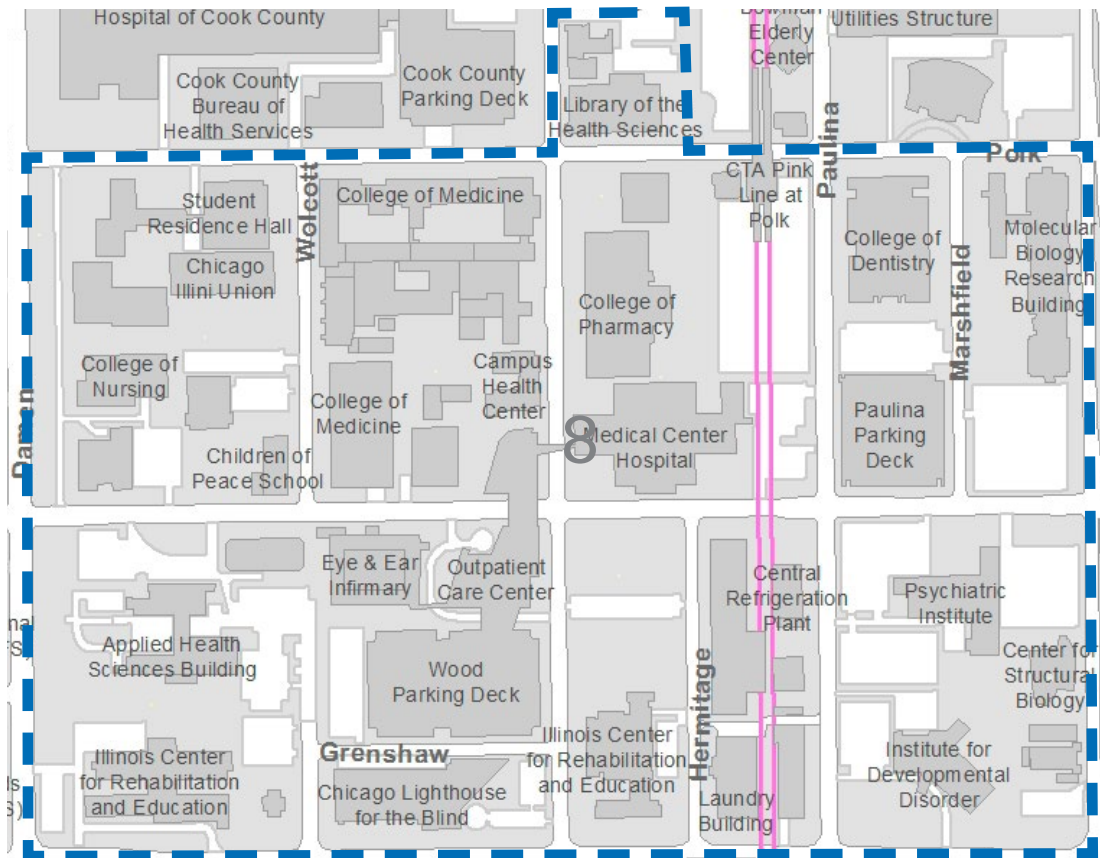 Hospital of Cook County
Cook County
Bureau of
Health Services
Cook County
Parking Deck
Library of the
Health Sciences
Elderly
Center
Utilities Structure
Paulina
Polk
Wolcott
Student
Residence Hall
Chicago
Illini Union
College of Medicine
CTA Pink
Line at
Polk
College of
Dentistry
Marshfield
Molecular
Biology
Research
Building
College of
Pharmacy
College of
Nursing
Damen
College of
Medicine
Campus
Health
Center
Children of
Peace School
8
Medical Center
Hospital
Paulina
Parking
Deck
Eye & Ear
Infirmary
Outpatient
Care Center
Central
Refrigeration
Plant
Psychiatric
Institute
Applied Health
Sciences Building
Wood
Parking Deck
Center for
Structural
Biology
Hermitage
Grenshaw
Illinois Center
for Rehabilitation
and Education
Chicago Lighthouse
for the Blind
Illinois Center
for Rehabilitation
and Education
Laundry
Building
Institute for
Developmental
Disorder